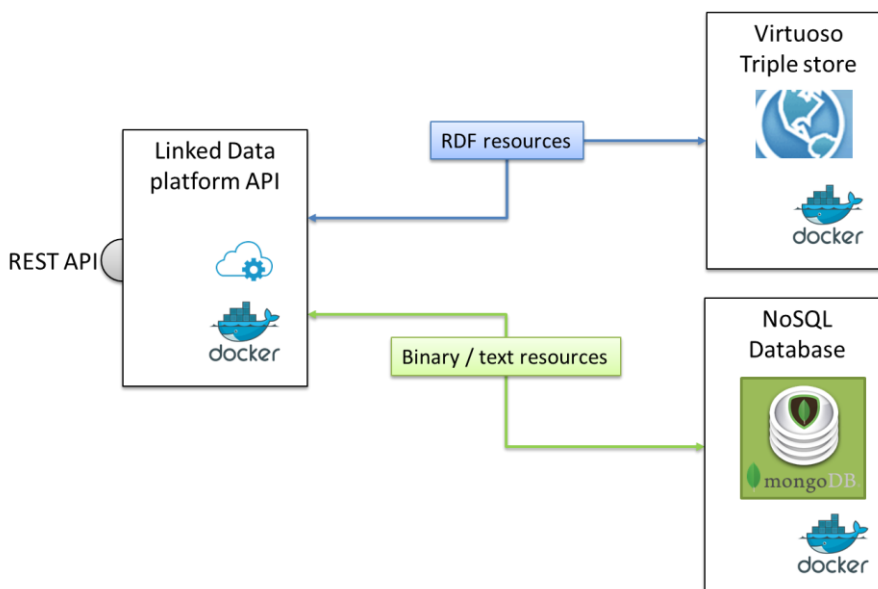 Virtuoso
Triple store
docker
RDF resources
Linked Data
platform API
REST API
docker
Binary / text resources
NoSQL
Database
mongoDB
docker